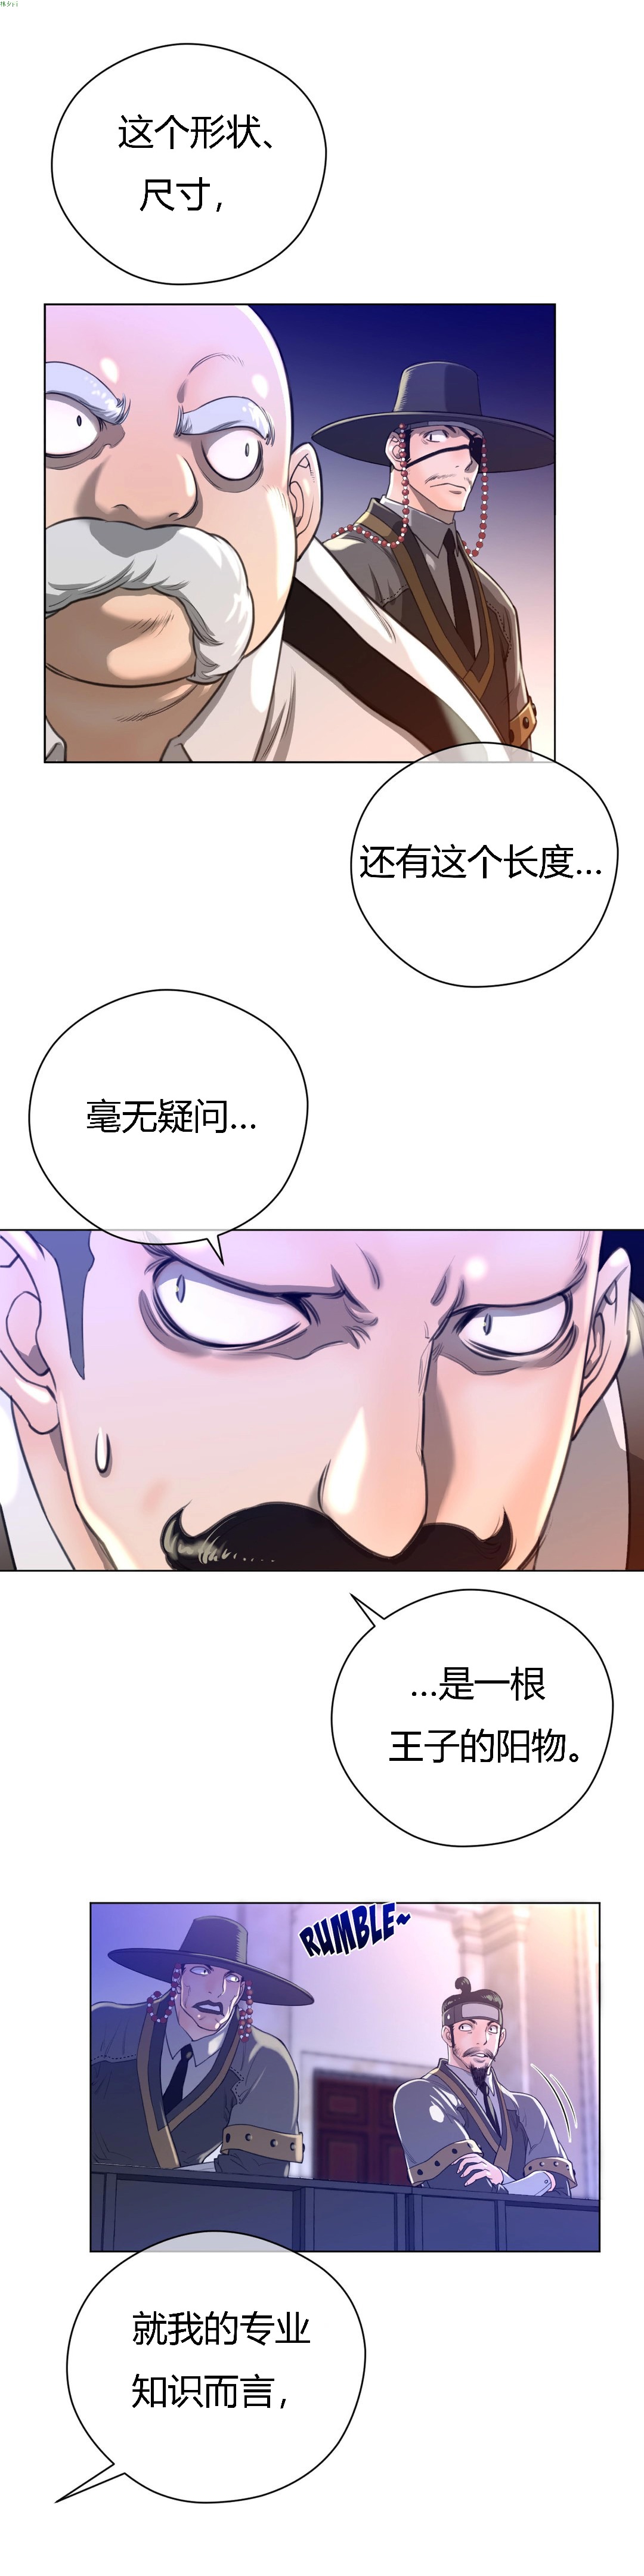 这个形状、
尺寸，
还有这个长度…
毫无疑问…
…是一根
王子的阳物。
RUMBLE~
就我的专业
知识而言，